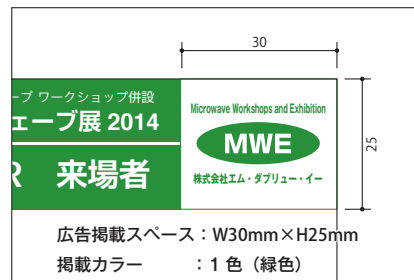 30
ープ ワークショップ併設
ェーブ展 2014
R 来場者
Microwave Workshops and Exhibition
MWE
株式会社エム・ダブリュー・イー
25
広告掲載スペース：W30mm×H25mm
掲載カラー　　　：1 色（緑色）